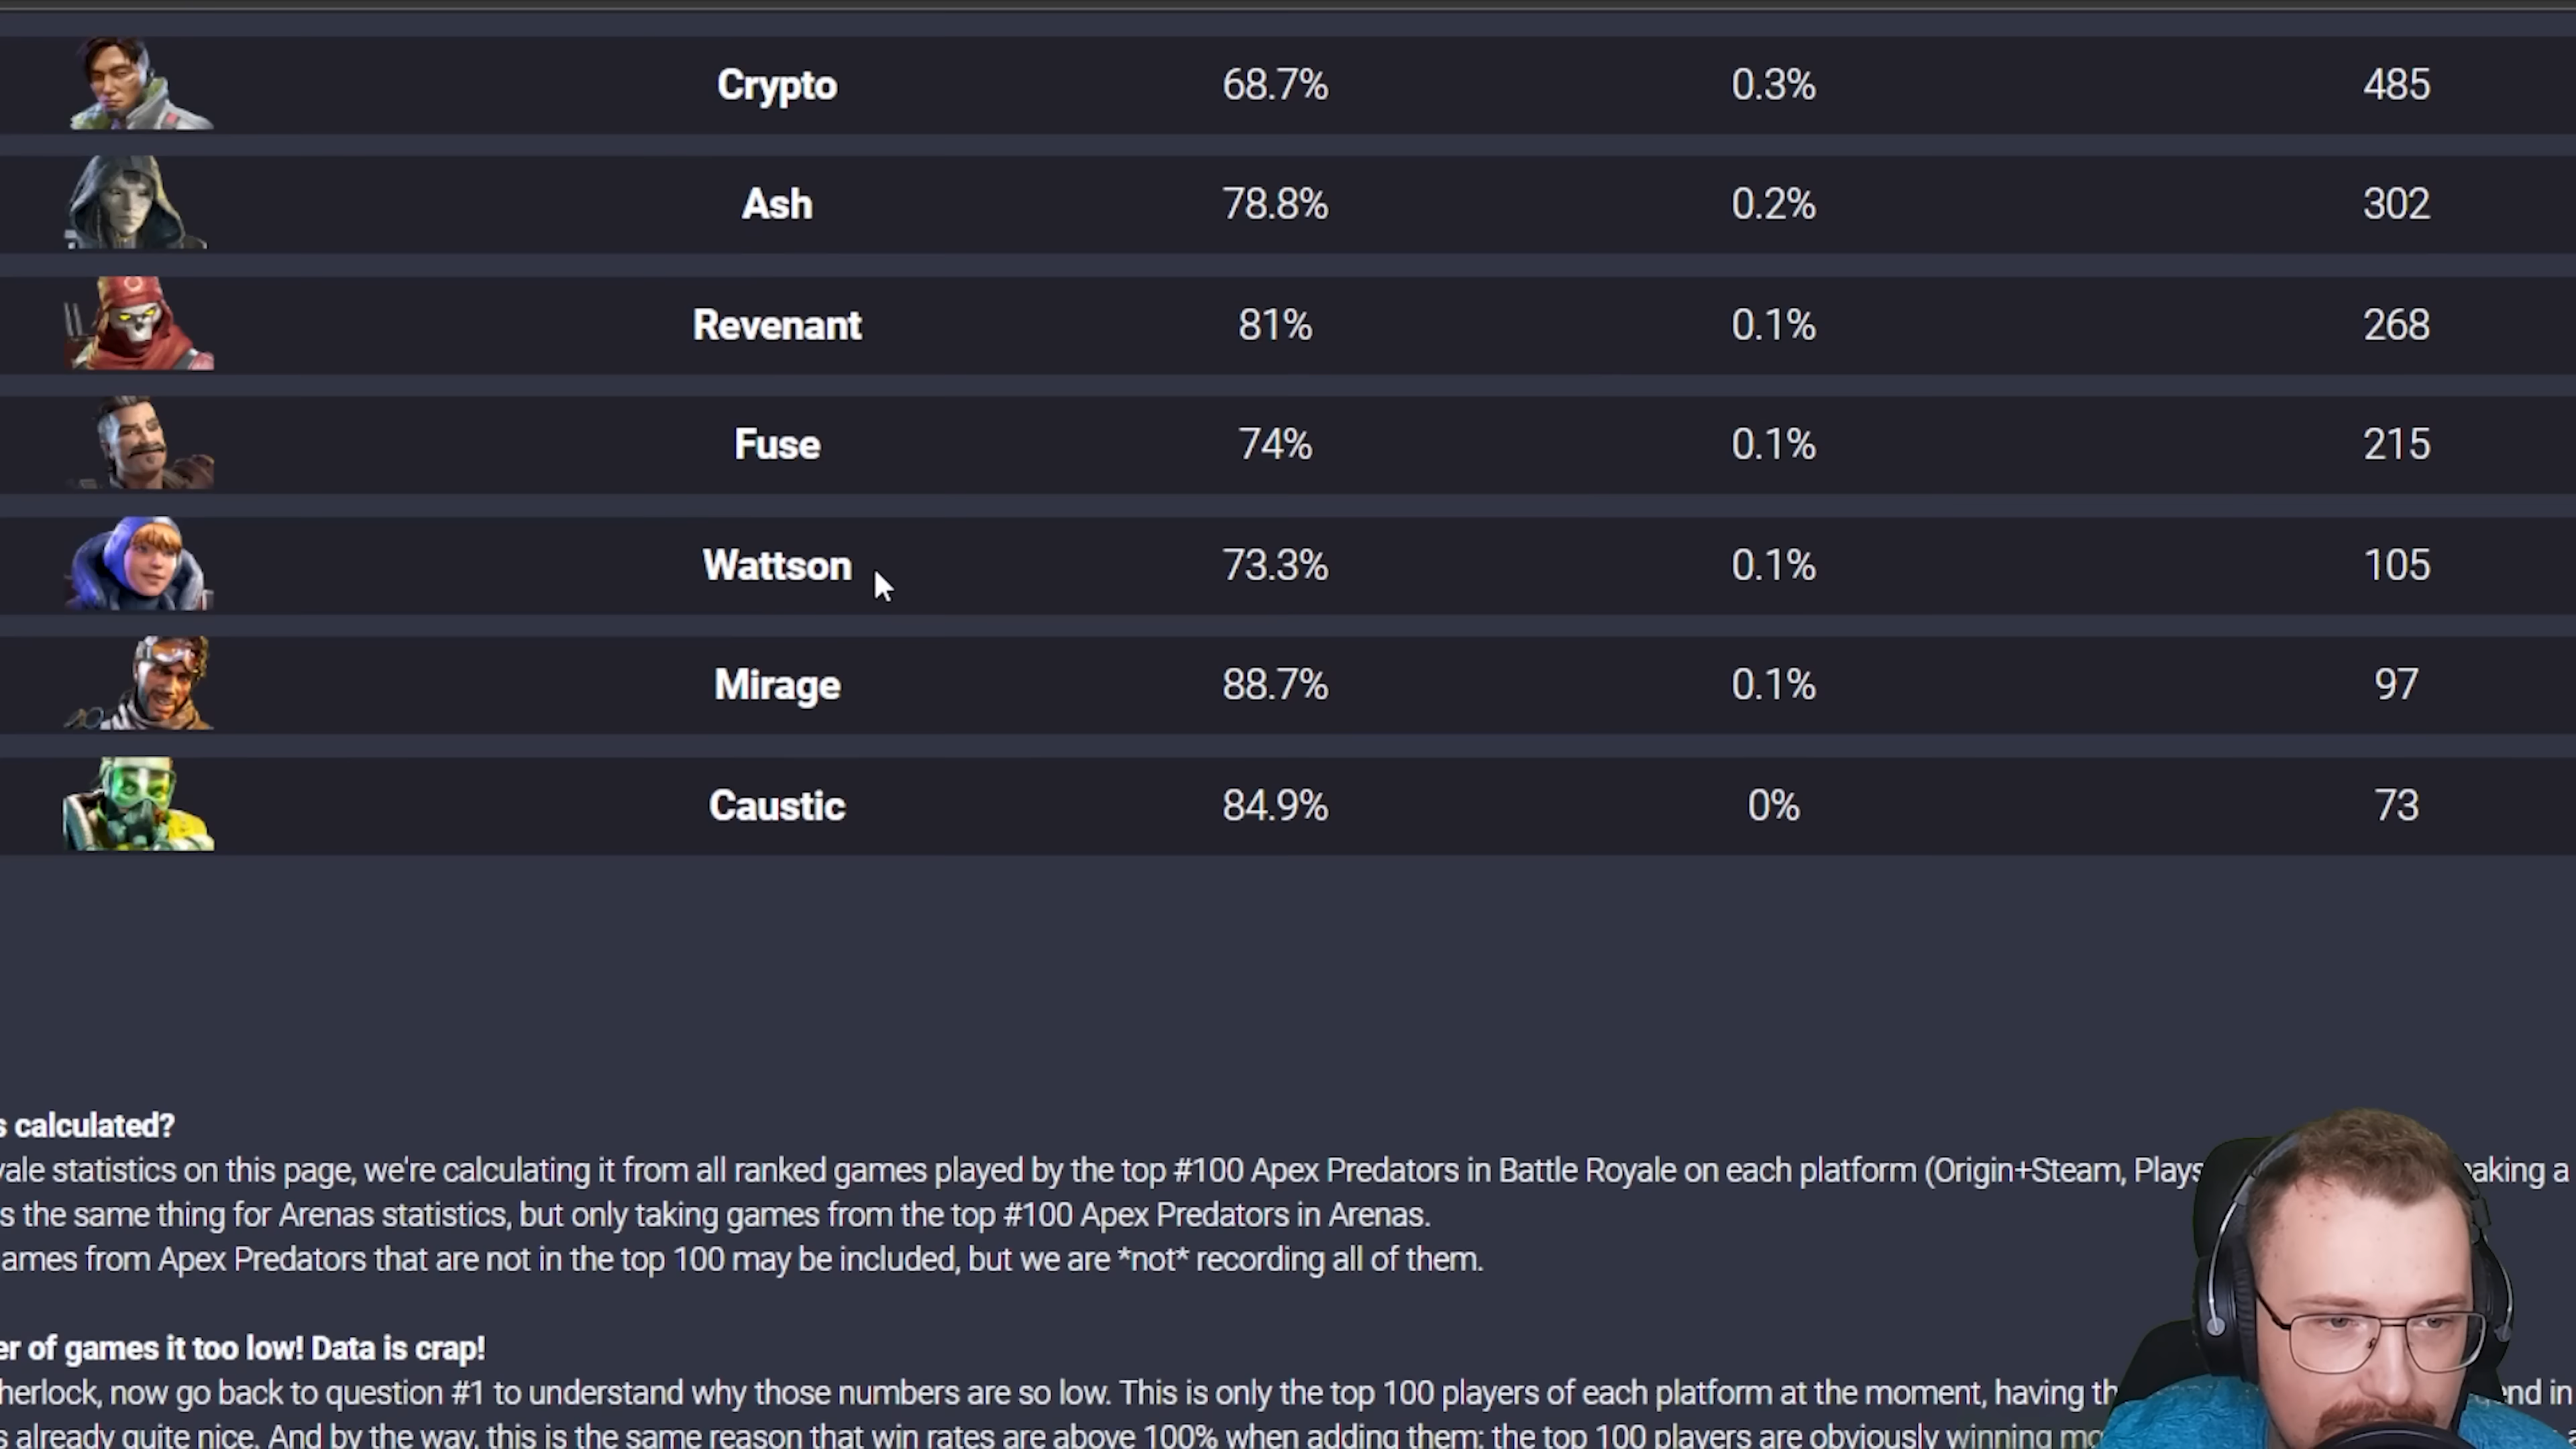 Crypto 68.7% 0.3% 485
Ash 78.8% 0.2% 302
Revenant 81% 0.1% 268
Fuse 74% 0.1% 215
Wattson 73.3% 0.1% 105
Mirage 88.7% 0.1% 97
Caustic 84.9% 0% 73
calculated?
statistics on this page, we're calculating it from all ranked games played by the top #100 Apex Predators in Battle Royale on each platform (Origin+Steam, Plays a
the same thing for Arenas statistics, but only taking games from the top #100 Apex Predators in Arenas.
ames from Apex Predators that are not in the top 100 may be included, but we are *not* recording all of them.
er of games it too low! Data is crap!
herlock, now go back to question #1 to understand why those numbers are so low. This is only the top 100 players of each platform at the moment, having th in
already quite nice. And by the way, this is the same reason that win rates are above 100% when adding them: the top 100 players are obviously winning